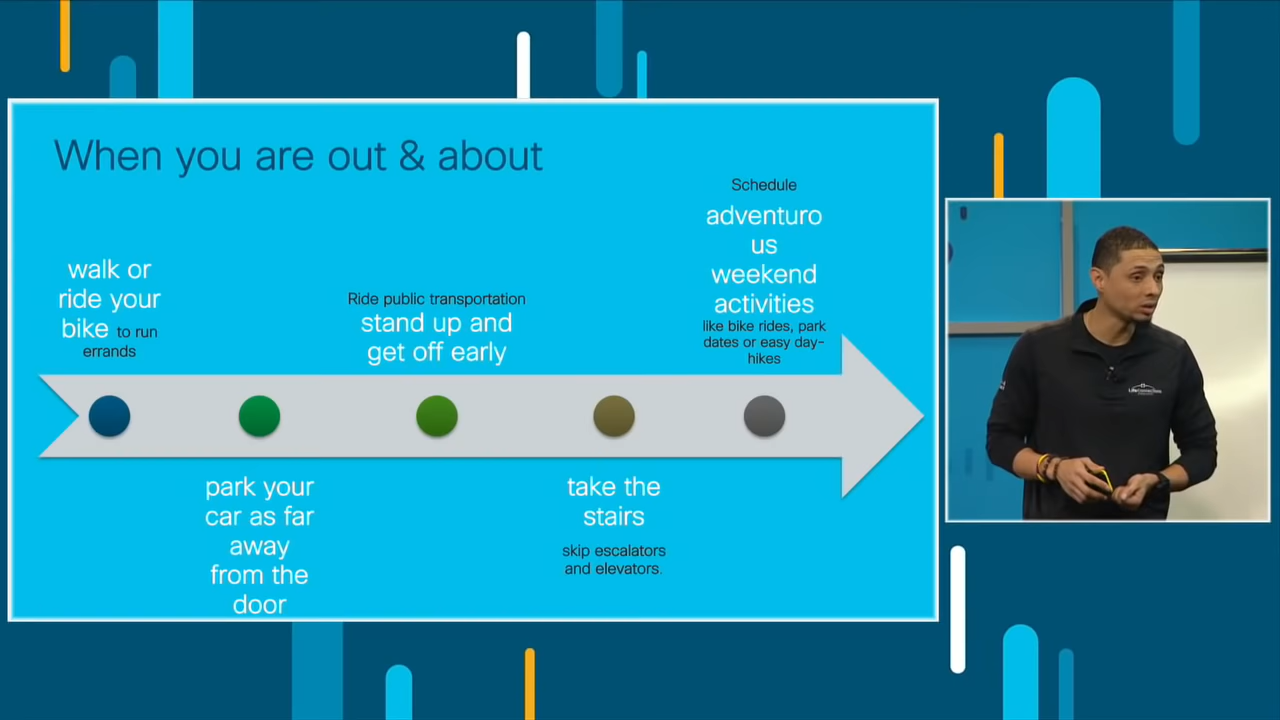 When you are out & about
walk or
ride your
bike to run
errands
park your
car as far
away
from the
door
Ride public transportation
stand up and
get off early
take the
stairs
skip escalators
and elevators.
Schedule
adventuro
us
weekend
activities
like bike rides, park
dates or easy day-
hikes